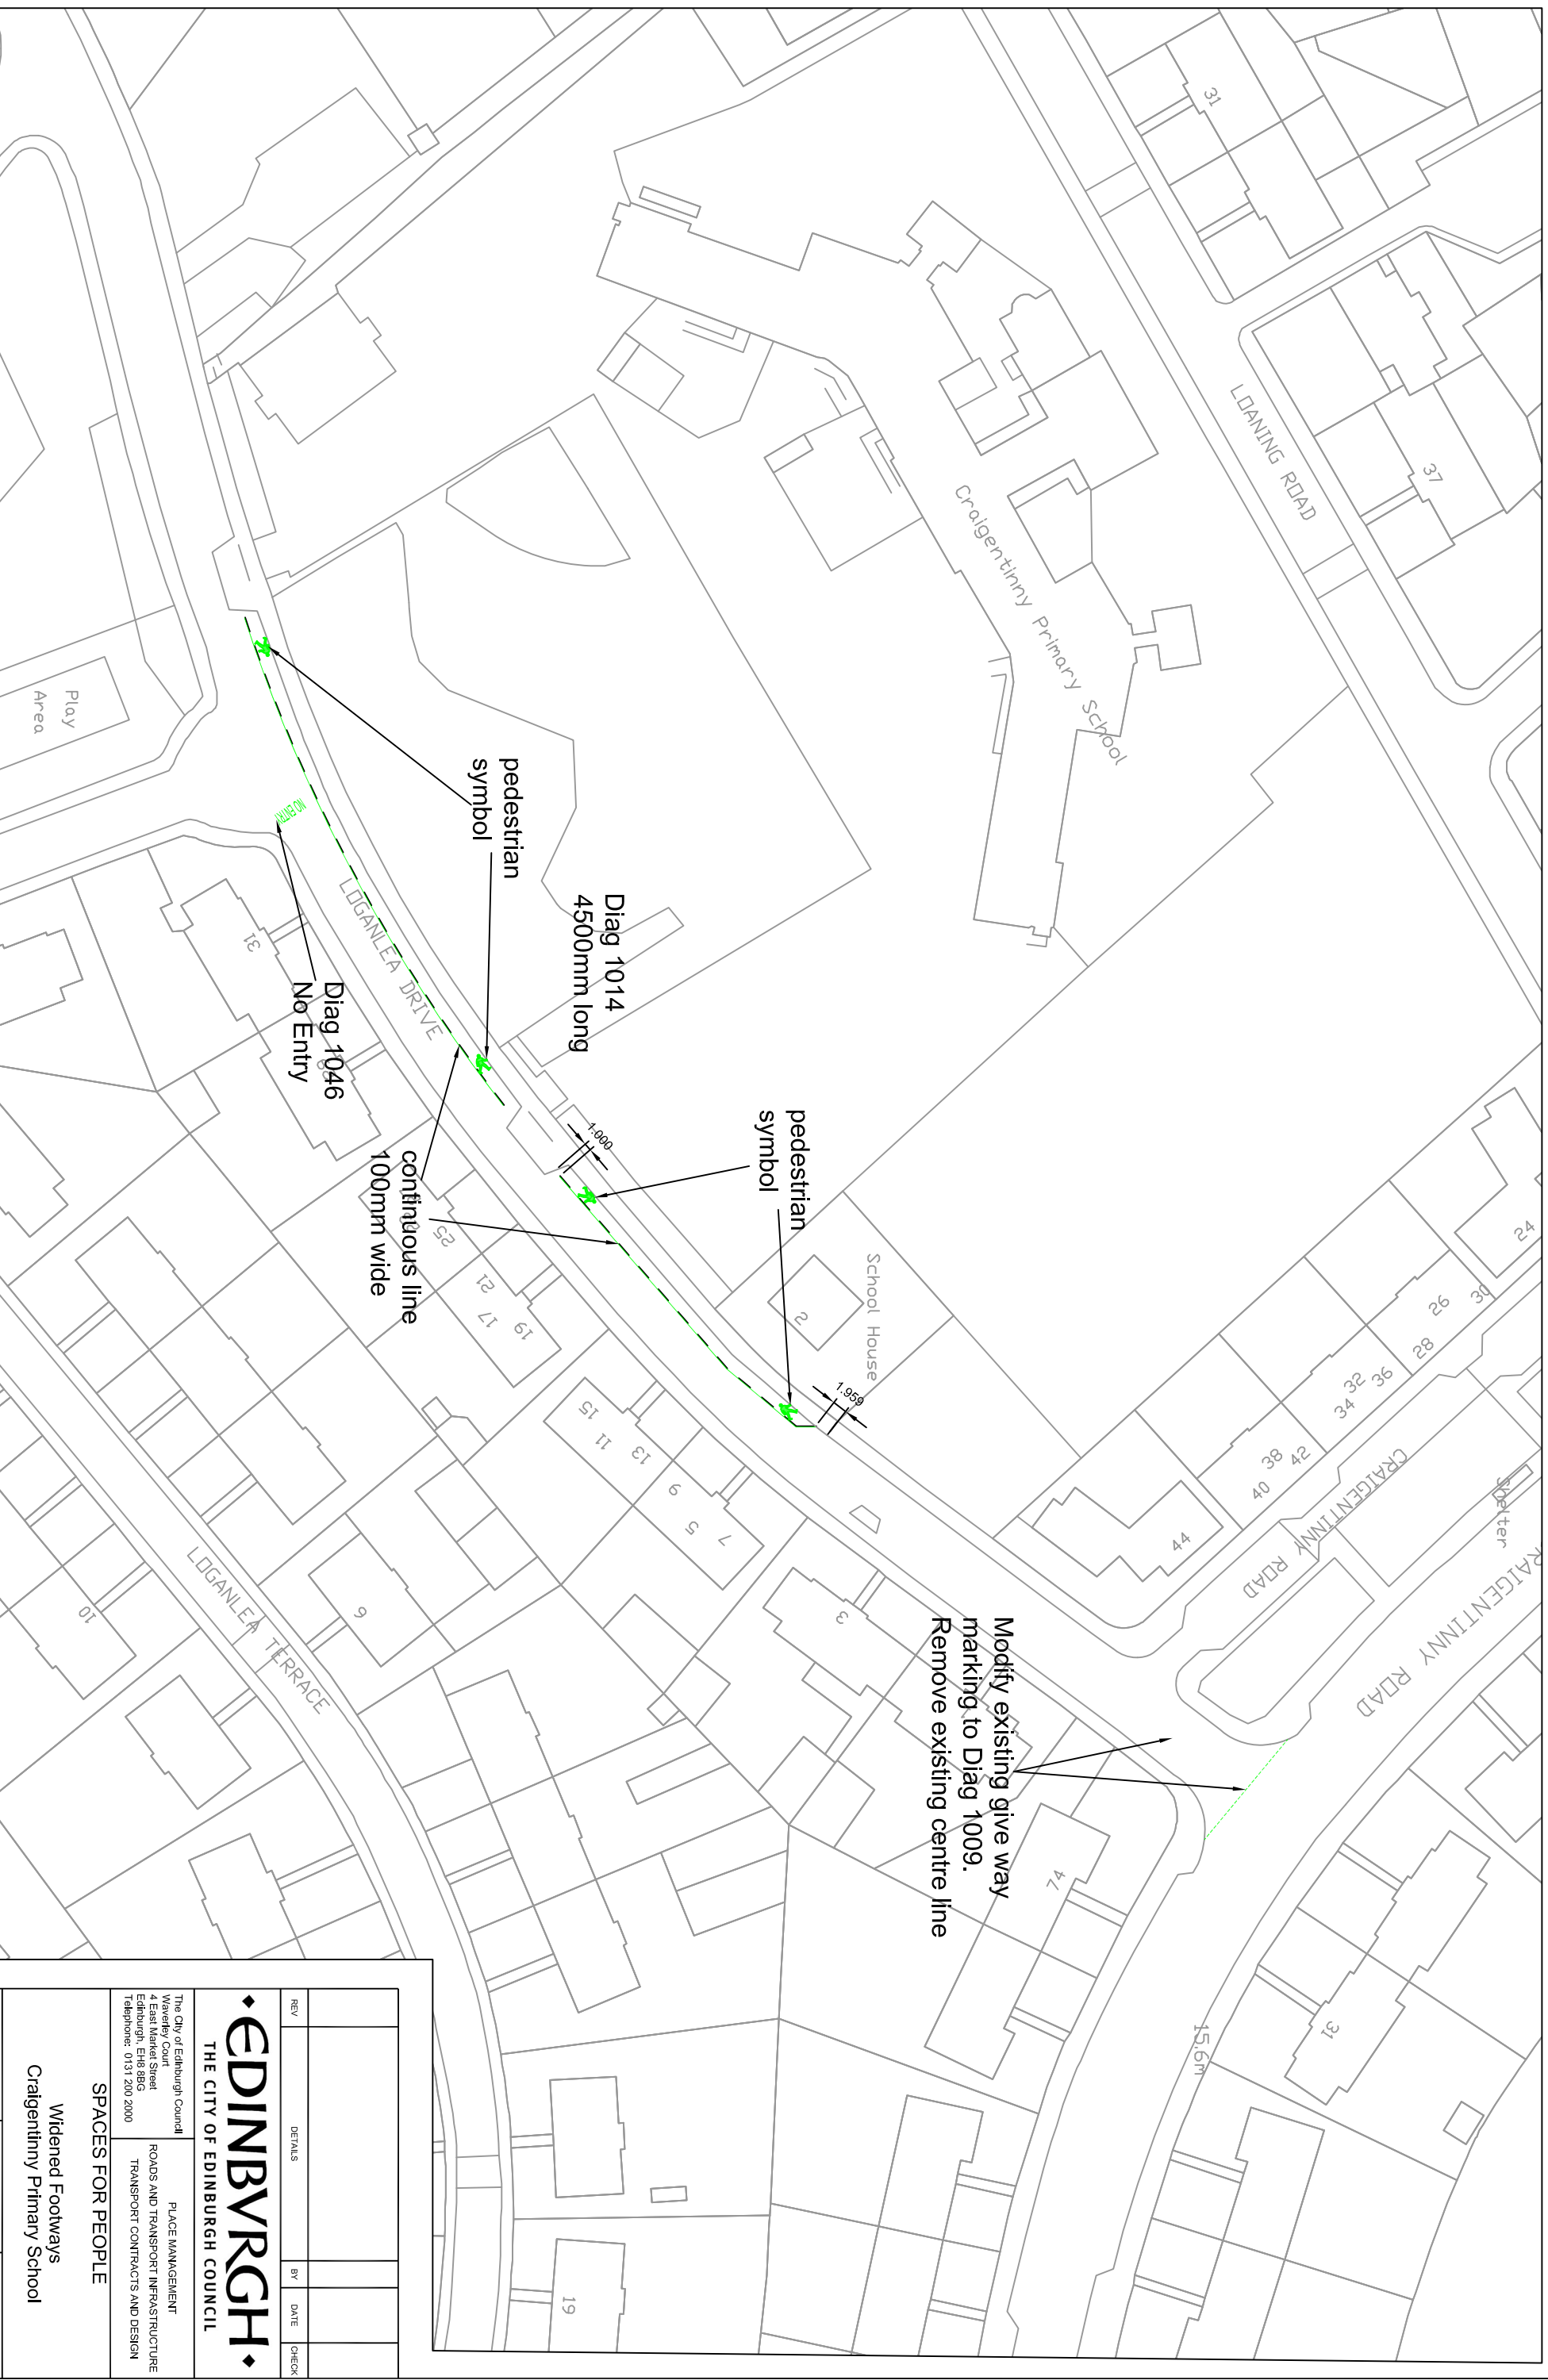 31
37
LOANING ROAD
Craigentinny Primary School
24
26
30
28
32
36
34
38
42
40
44
CRAIGENTINNY ROAD
Shelter
RAIGENTINNY ROAD
School House
2
pedestrian
symbol
pedestrian
symbol
Diag 1014
4500mm long
1.000
1.959
Play
Area
NO ENTRY
LOGANLEA DRIVE
Diag 1046
No Entry
continuous line
100mm wide
Modify existing give way
marking to Diag 1009.
Remove existing centre line
31
25
21
19
17
15
11
13
9
5
7
3
74
31
15.6m
6
10
LOGANLEA TERRACE
19
REV
DETAILS
BY
DATE
CHECK
EDINBVRGH
THE CITY OF EDINBURGH COUNCIL
The City of Edinburgh Council
Waverley Court
4 East Market Street
Edinburgh, EH8 8BG
Telephone: 0131 200 2000
PLACE MANAGEMENT
ROADS AND TRANSPORT INFRASTRUCTURE
TRANSPORT CONTRACTS AND DESIGN
SPACES FOR PEOPLE
Widened Footways
Craigentinny Primary School